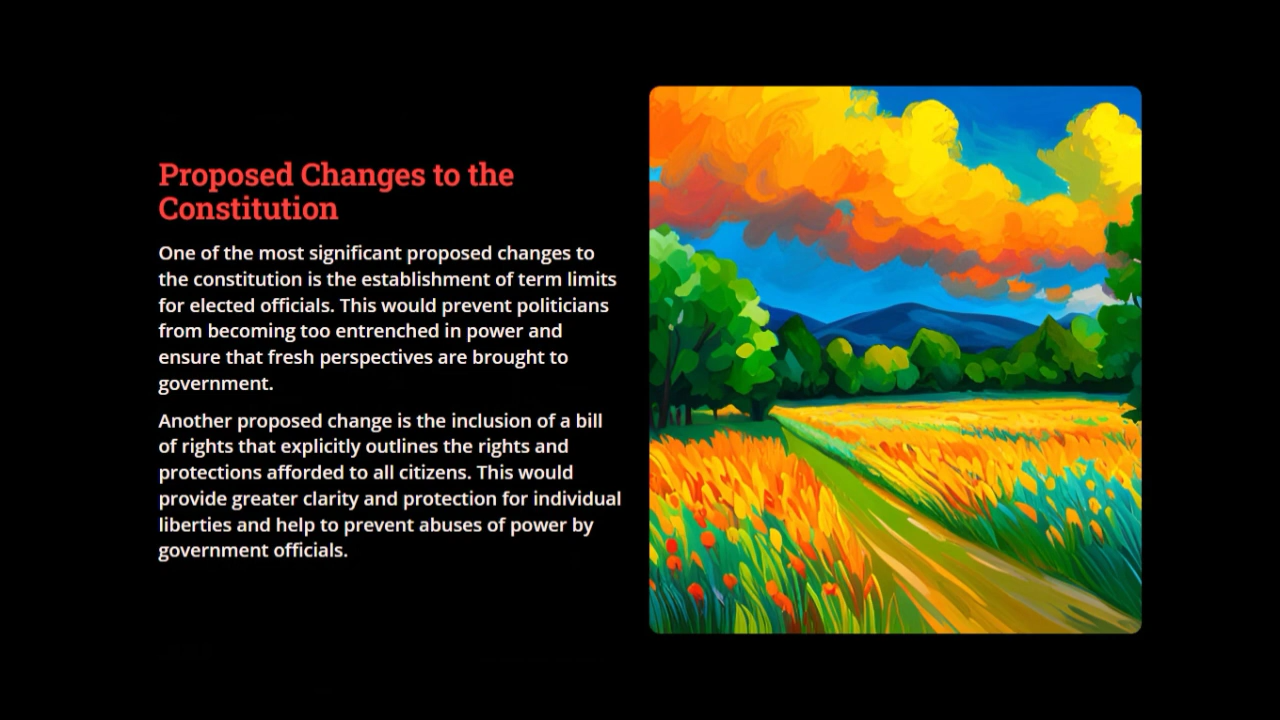 Proposed Changes to the
Constitution
One of the most significant proposed changes to
the constitution is the establishment of term limits
for elected officials. This would prevent politicians
from becoming too entrenched in power and
ensure that fresh perspectives are brought to
government.
Another proposed change is the inclusion of a bill
of rights that explicitly outlines the rights and
protections afforded to all citizens. This would
provide greater clarity and protection for individual
liberties and help to prevent abuses of power by
government officials.